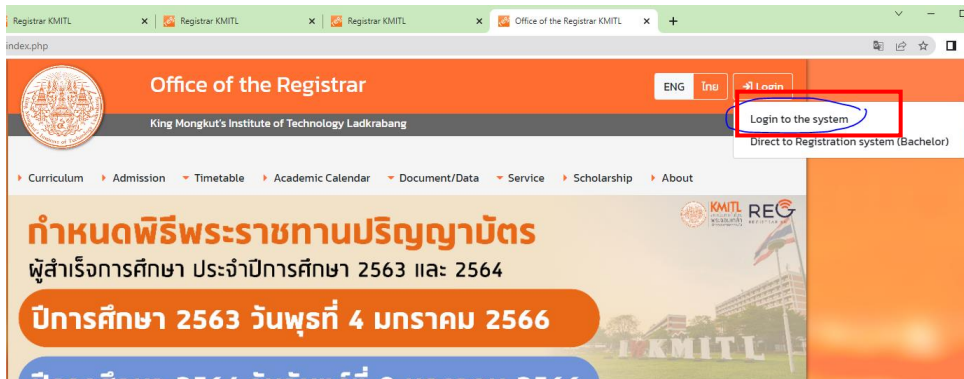 Registrar KMITL
Registrar KMITL
Registrar KMITL
Office of the Registrar KMITL
index.php
Office of the Registrar
ENG ไทย Login
King Mongkut's Institute of Technology Ladkrabang
Login to the system
Direct to Registration system (Bachelor)
Curriculum Admission Timetable Academic Calendar Document/Data Service Scholarship About
KMITL REG
กำหนดพิธีพระราชทานปริญญาบัตร
ผู้สำเร็จการศึกษา ประจำปีการศึกษา 2563 และ 2564
ปีการศึกษา 2563 วันพุธที่ 4 มกราคม 2566
I KMITL